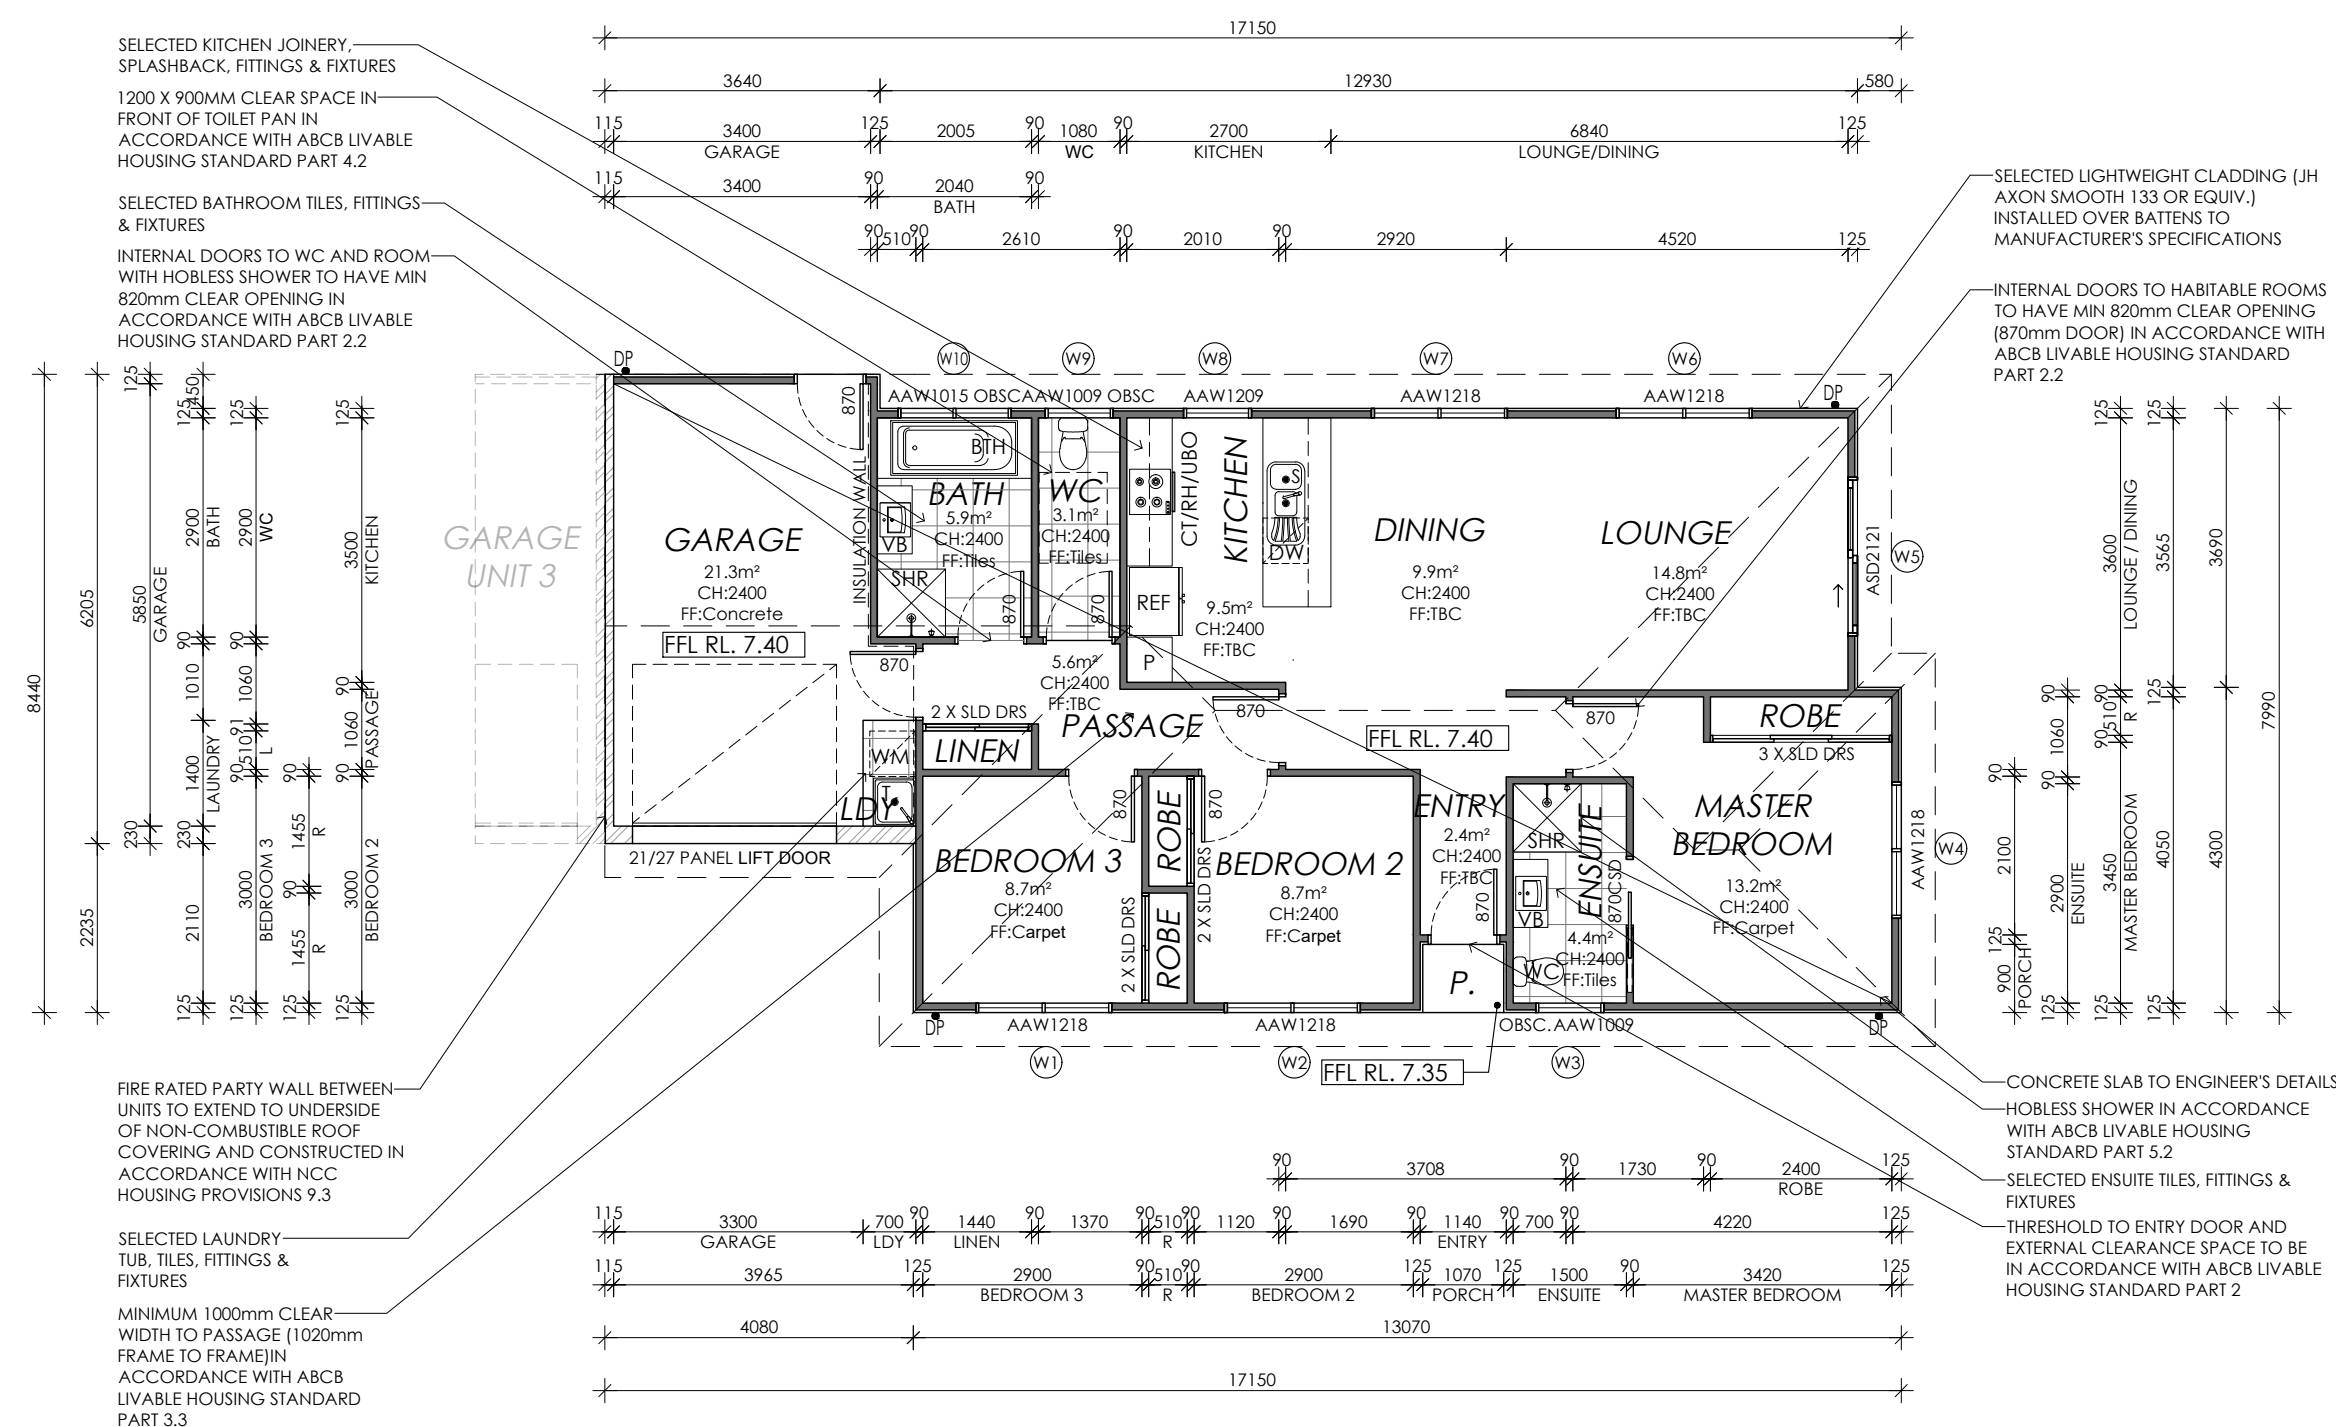 17150
3640 12930 580
115 3400 125 2005 90 1080 90 2700 6840 125
GARAGE WC KITCHEN LOUNGE/DINING
115 3400 90 2040 90
BATH
90 510 90 2610 90 2010 90 2920 4520 125
SELECTED KITCHEN JOINERY,
SPLASHBACK, FITTINGS & FIXTURES
1200 X 900MM CLEAR SPACE IN
FRONT OF TOILET PAN IN
ACCORDANCE WITH ABCB LIVABLE
HOUSING STANDARD PART 4.2
SELECTED BATHROOM TILES, FITTINGS
& FIXTURES
INTERNAL DOORS TO WC AND ROOM
WITH HOBLESS SHOWER TO HAVE MIN
820mm CLEAR OPENING IN
ACCORDANCE WITH ABCB LIVABLE
HOUSING STANDARD PART 2.2
SELECTED LIGHTWEIGHT CLADDING (JH
AXON SMOOTH 133 OR EQUIV.)
INSTALLED OVER BATTENS TO
MANUFACTURER'S SPECIFICATIONS
INTERNAL DOORS TO HABITABLE ROOMS
TO HAVE MIN 820mm CLEAR OPENING
(870mm DOOR) IN ACCORDANCE WITH
ABCB LIVABLE HOUSING STANDARD
PART 2.2
8440
6205 2235
125 5850 230
GARAGE
450 125 2900 90 1010 1400 230 2110 125
BATH LAUNDRY
125 2900 90 1060 91 510 90 3000 125
WC L BEDROOM 3
90 1455 90 1455 125
R R
125 3500 90 1060 90 3000 125
KITCHEN PASSAGE BEDROOM 2
DP
W10 W9 W8 W7 W6
AAW1015 OBSC AAW1009 OBSC AAW1209 AAW1218 AAW1218
DP
870
INSULATION WALL
GARAGE
UNIT 3
GARAGE
21.3m²
CH:2400
FF:Concrete
FFL RL. 7.40
BTH
BATH
5.9m²
CH:2400
FF:Tiles
VB
SHR
870
WC
3.1m²
CH:2400
FF:Tiles
870
CT/RH/UBO
KITCHEN
S
DW
REF
P
9.5m²
CH:2400
FF:TBC
DINING
9.9m²
CH:2400
FF:TBC
LOUNGE
14.8m²
CH:2400
FF:TBC
ASD2121
W5
870
5.6m²
CH:2400
FF:TBC
PASSAGE
2 X SLD DRS
LINEN
870
FFL RL. 7.40
870
ROBE
3 X SLD DRS
WM
T
LDY
21/27 PANEL LIFT DOOR
870
BEDROOM 3
8.7m²
CH:2400
FF:Carpet
2 X SLD DRS
ROBE
ROBE
870
2 X SLD DRS
BEDROOM 2
8.7m²
CH:2400
FF:Carpet
ENTRY
2.4m²
CH:2400
FF:TBC
870
P.
SHR
ENSUITE
VB
870CSD
4.4m²
CH:2400
FF:Tiles
WC
MASTER
BEDROOM
13.2m²
CH:2400
FF:Carpet
AAW1218
W4
DP
AAW1218 AAW1218 OBSC. AAW1009
DP
W1 W2 W3
FFL RL. 7.35
90 2100 125 900
PORCH
90 1060 90 2900 125
ENSUITE
125 3600 90 510 90 3450 125
LOUNGE / DINING R MASTER BEDROOM
125 3565 125 4050
3690 4300
7990
FIRE RATED PARTY WALL BETWEEN
UNITS TO EXTEND TO UNDERSIDE
OF NON-COMBUSTIBLE ROOF
COVERING AND CONSTRUCTED IN
ACCORDANCE WITH NCC
HOUSING PROVISIONS 9.3
SELECTED LAUNDRY
TUB, TILES, FITTINGS &
FIXTURES
MINIMUM 1000mm CLEAR
WIDTH TO PASSAGE (1020mm
FRAME TO FRAME)IN
ACCORDANCE WITH ABCB
LIVABLE HOUSING STANDARD
PART 3.3
CONCRETE SLAB TO ENGINEER'S DETAILS
HOBLESS SHOWER IN ACCORDANCE
WITH ABCB LIVABLE HOUSING
STANDARD PART 5.2
SELECTED ENSUITE TILES, FITTINGS &
FIXTURES
THRESHOLD TO ENTRY DOOR AND
EXTERNAL CLEARANCE SPACE TO BE
IN ACCORDANCE WITH ABCB LIVABLE
HOUSING STANDARD PART 2
90 3708 90 1730 90 2400 125
ROBE
115 3300 700 90 1440 90 1370 90 510 90 1120 90 1690 90 1140 90 700 90 4220 125
GARAGE LDY LINEN R ENTRY
115 3965 125 2900 90 510 90 2900 125 1070 125 1500 90 3420 125
BEDROOM 3 R BEDROOM 2 PORCH ENSUITE MASTER BEDROOM
4080 13070
17150